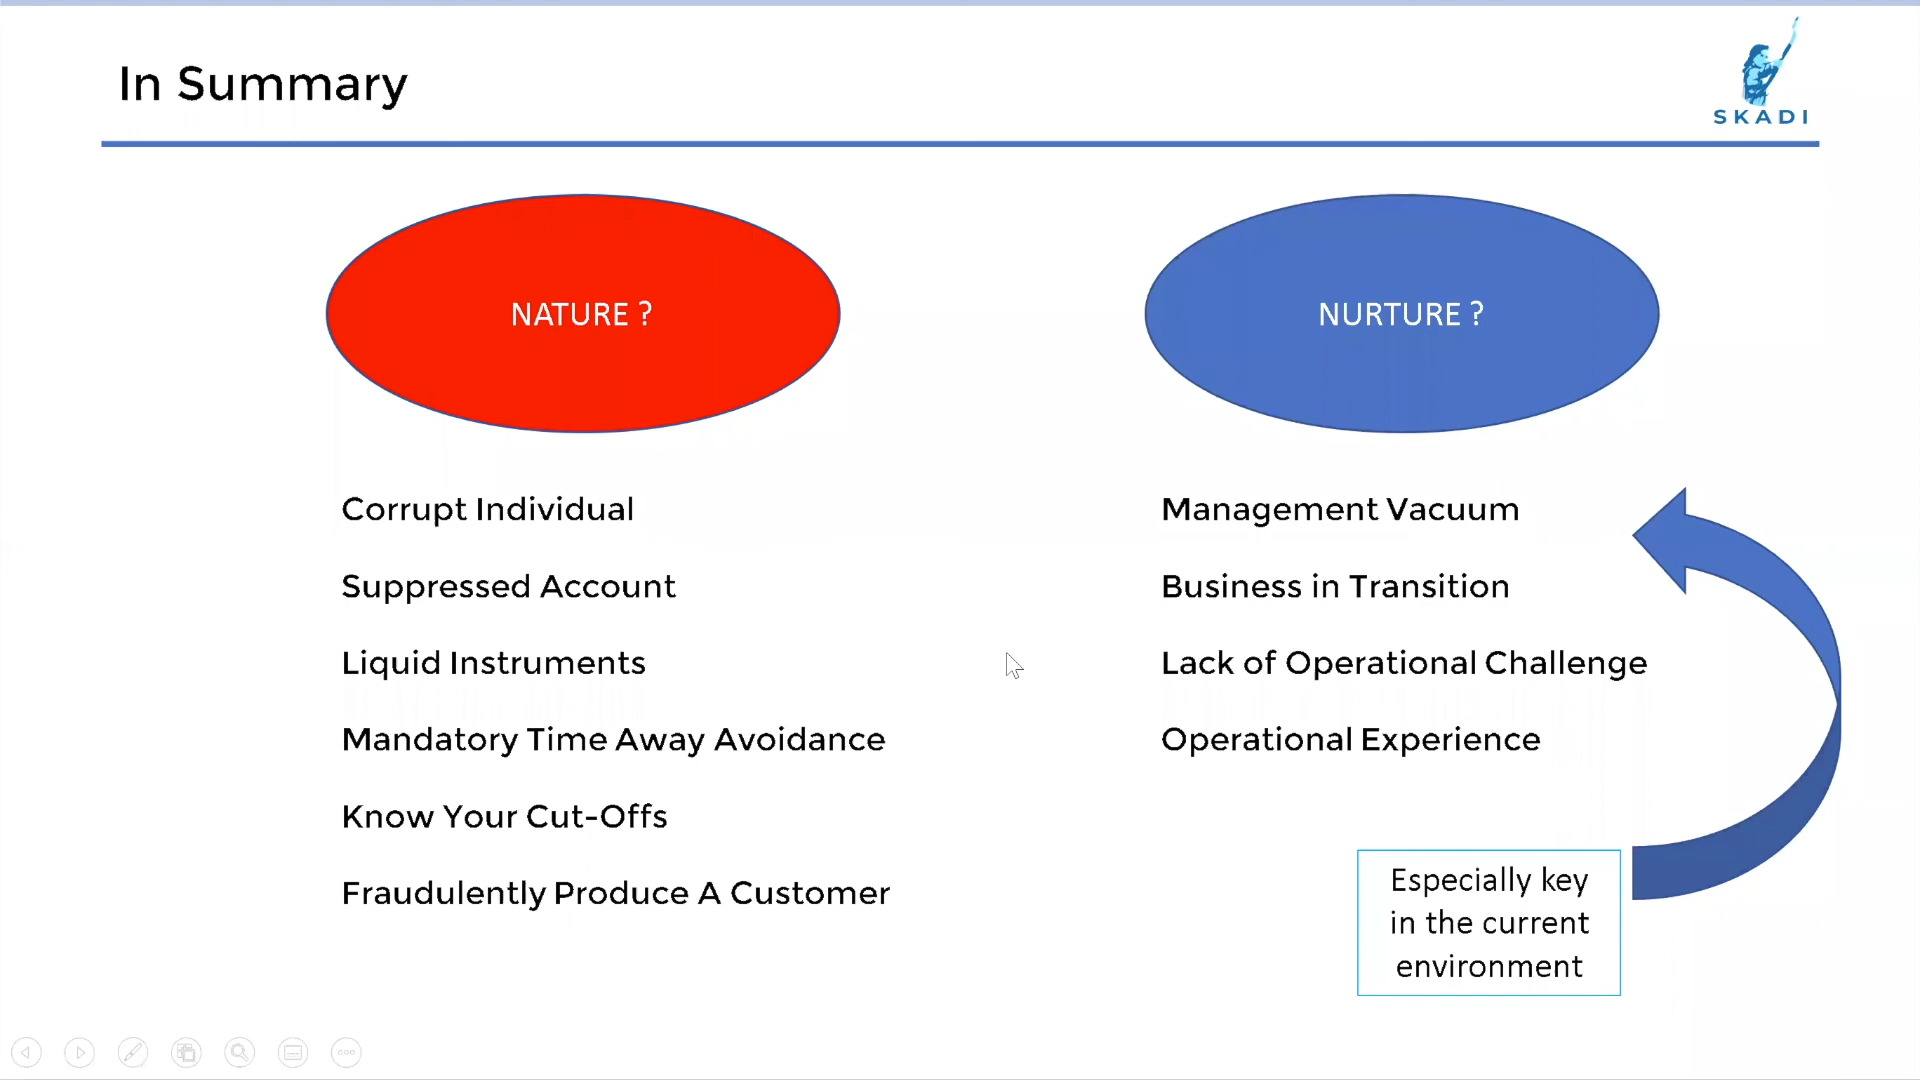 In Summary
SKADI
NATURE ?
NURTURE ?
Corrupt Individual
Suppressed Account
Liquid Instruments
Mandatory Time Away Avoidance
Know Your Cut-Offs
Fraudulently Produce A Customer
Management Vacuum
Business in Transition
Lack of Operational Challenge
Operational Experience
Especially key
in the current
environment